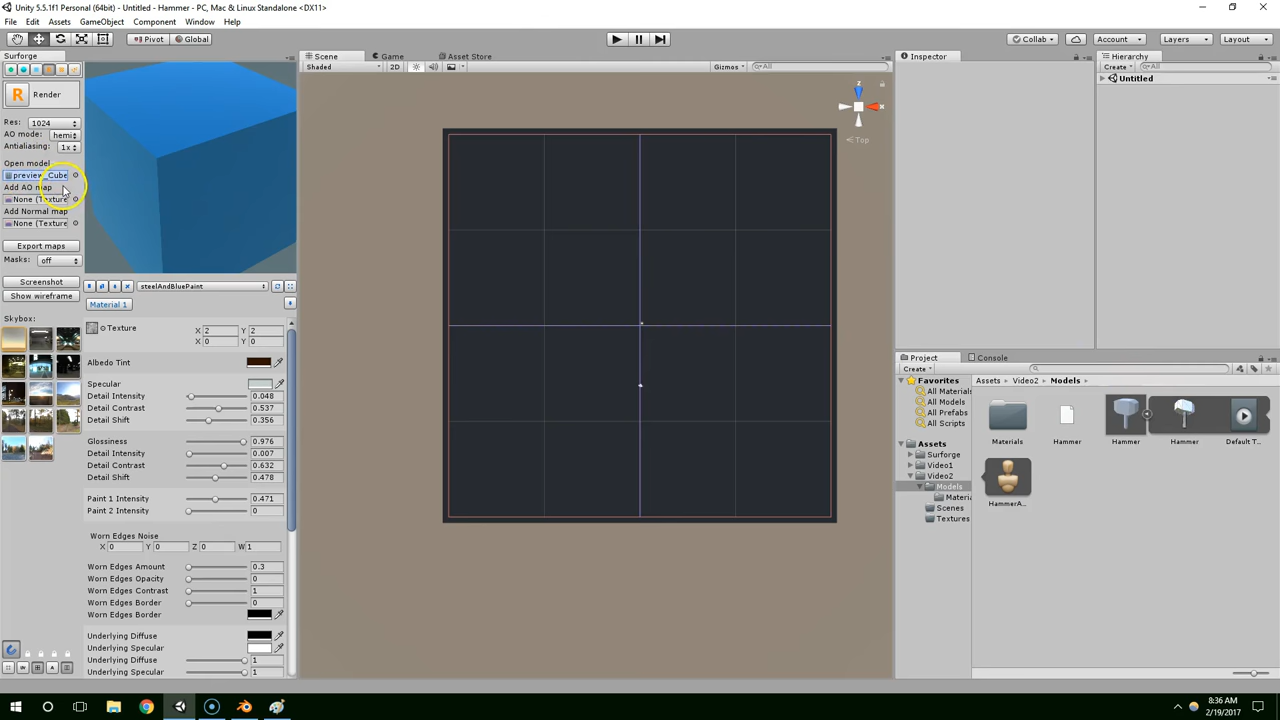 Unity 5.5.1f1 Personal (64bit) - Untitled - Hammer - PC, Mac & Linux Standalone <DX11>
File Edit Assets GameObject Component Window Help
Pivot Global Collab Account Layers Layout
Surforge Scene Game Asset Store Inspector Hierarchy
Shaded 2D Gizmos All Create All
Untitled
Render
Res: 1024
AO mode: hemi
Antialiasing: 1x
Open model
preview_Cube
Add AO map
None (Texture
Add Normal map
None (Texture
Export maps
Masks: off
Screenshot
Show wireframe
Skybox:
z
x
Top
steelAndBluePaint
Material 1
Texture X 2 Y 2
X 0 Y 0
Albedo Tint
Specular
Detail Intensity 0.048
Detail Contrast 0.537
Detail Shift 0.356
Glossiness 0.976
Detail Intensity 0.007
Detail Contrast 0.632
Detail Shift 0.478
Paint 1 Intensity 0.471
Paint 2 Intensity 0
Worn Edges Noise
X 0 Y 0 Z 0 W 1
Worn Edges Amount 0.3
Worn Edges Opacity 0
Worn Edges Contrast 1
Worn Edges Border 0
Worn Edges Border
Underlying Diffuse
Underlying Specular
Underlying Diffuse 1
Underlying Specular 1
Project Console
Create
Favorites
All Materials
All Models
All Prefabs
All Scripts
Assets
Surforge
Video1
Video2
Models
Materi
Scenes
Textures
Assets Video2 Models
Materials Hammer Hammer Hammer Default T...
HammerA...
8:36 AM
2/19/2017